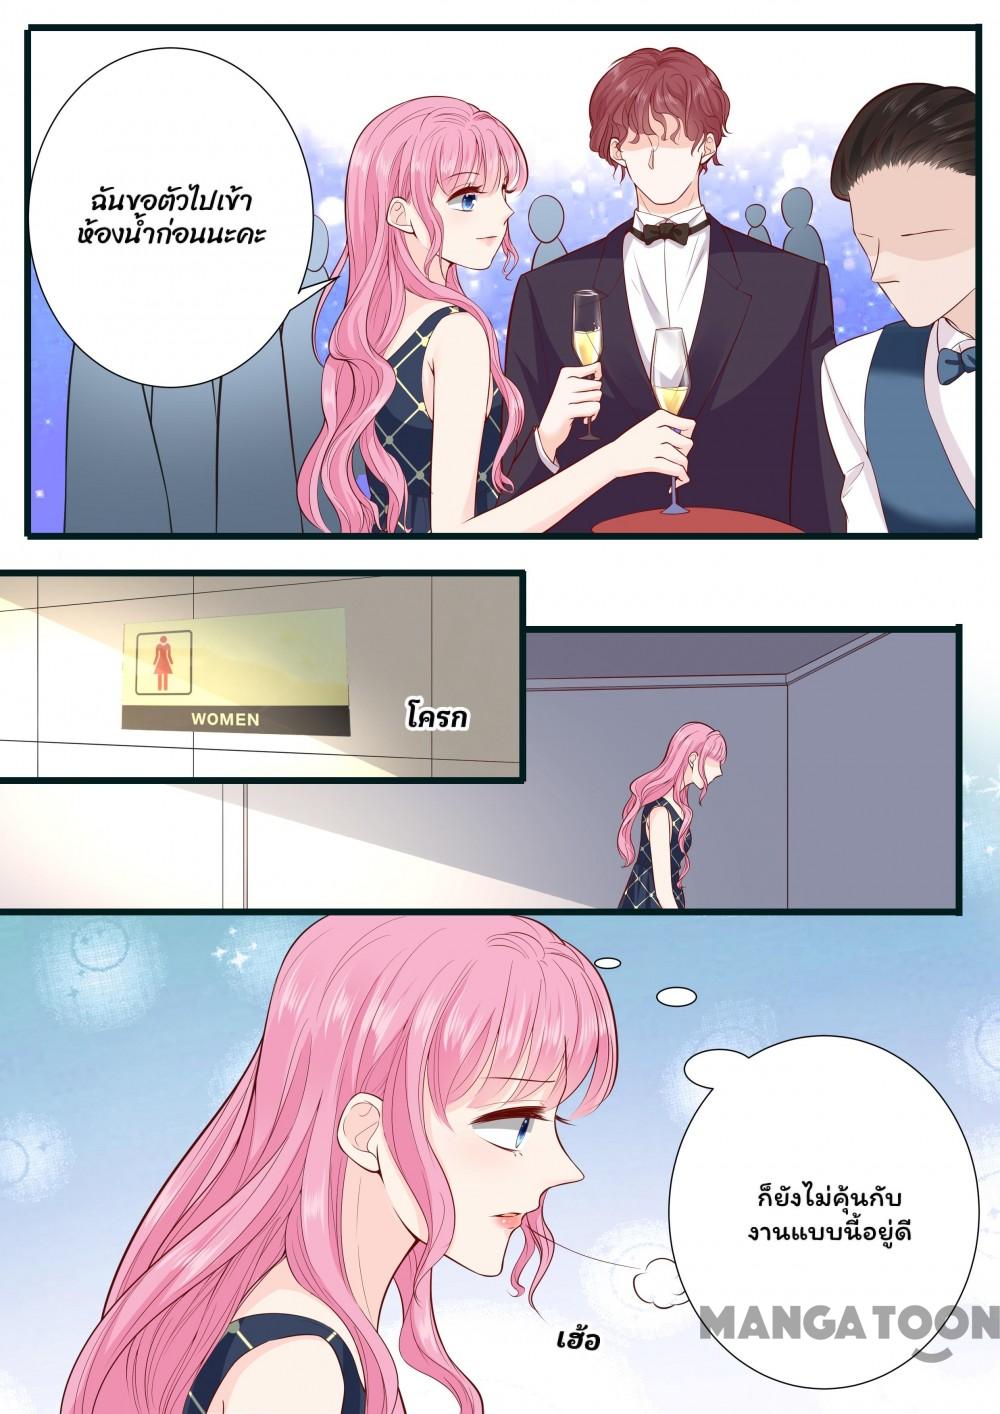 ฉันขอตัวไปเข้า
ห้องน้ำก่อนนะคะ
WOMEN
โครก
ก็ยังไม่คุ้นกับ
งานแบบนี้อยู่ดี
เฮ้อ
MANGATOON